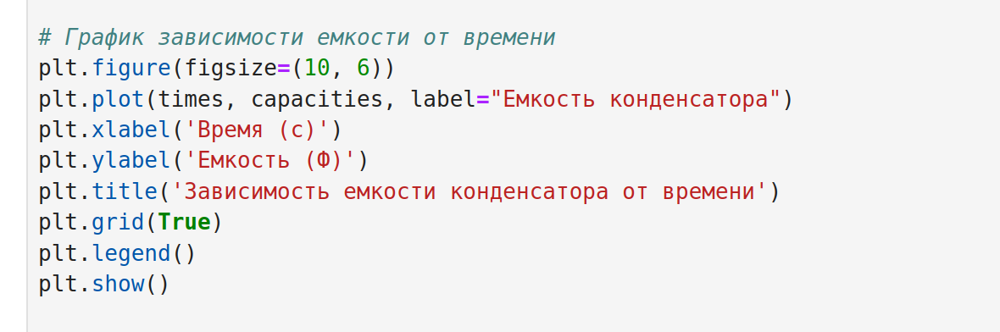 # График зависимости емкости от времени
plt.figure(figsize=(10, 6))
plt.plot(times, capacities, label="Емкость конденсатора")
plt.xlabel('Время (с)')
plt.ylabel('Емкость (Ф)')
plt.title('Зависимость емкости конденсатора от времени')
plt.grid(True)
plt.legend()
plt.show()